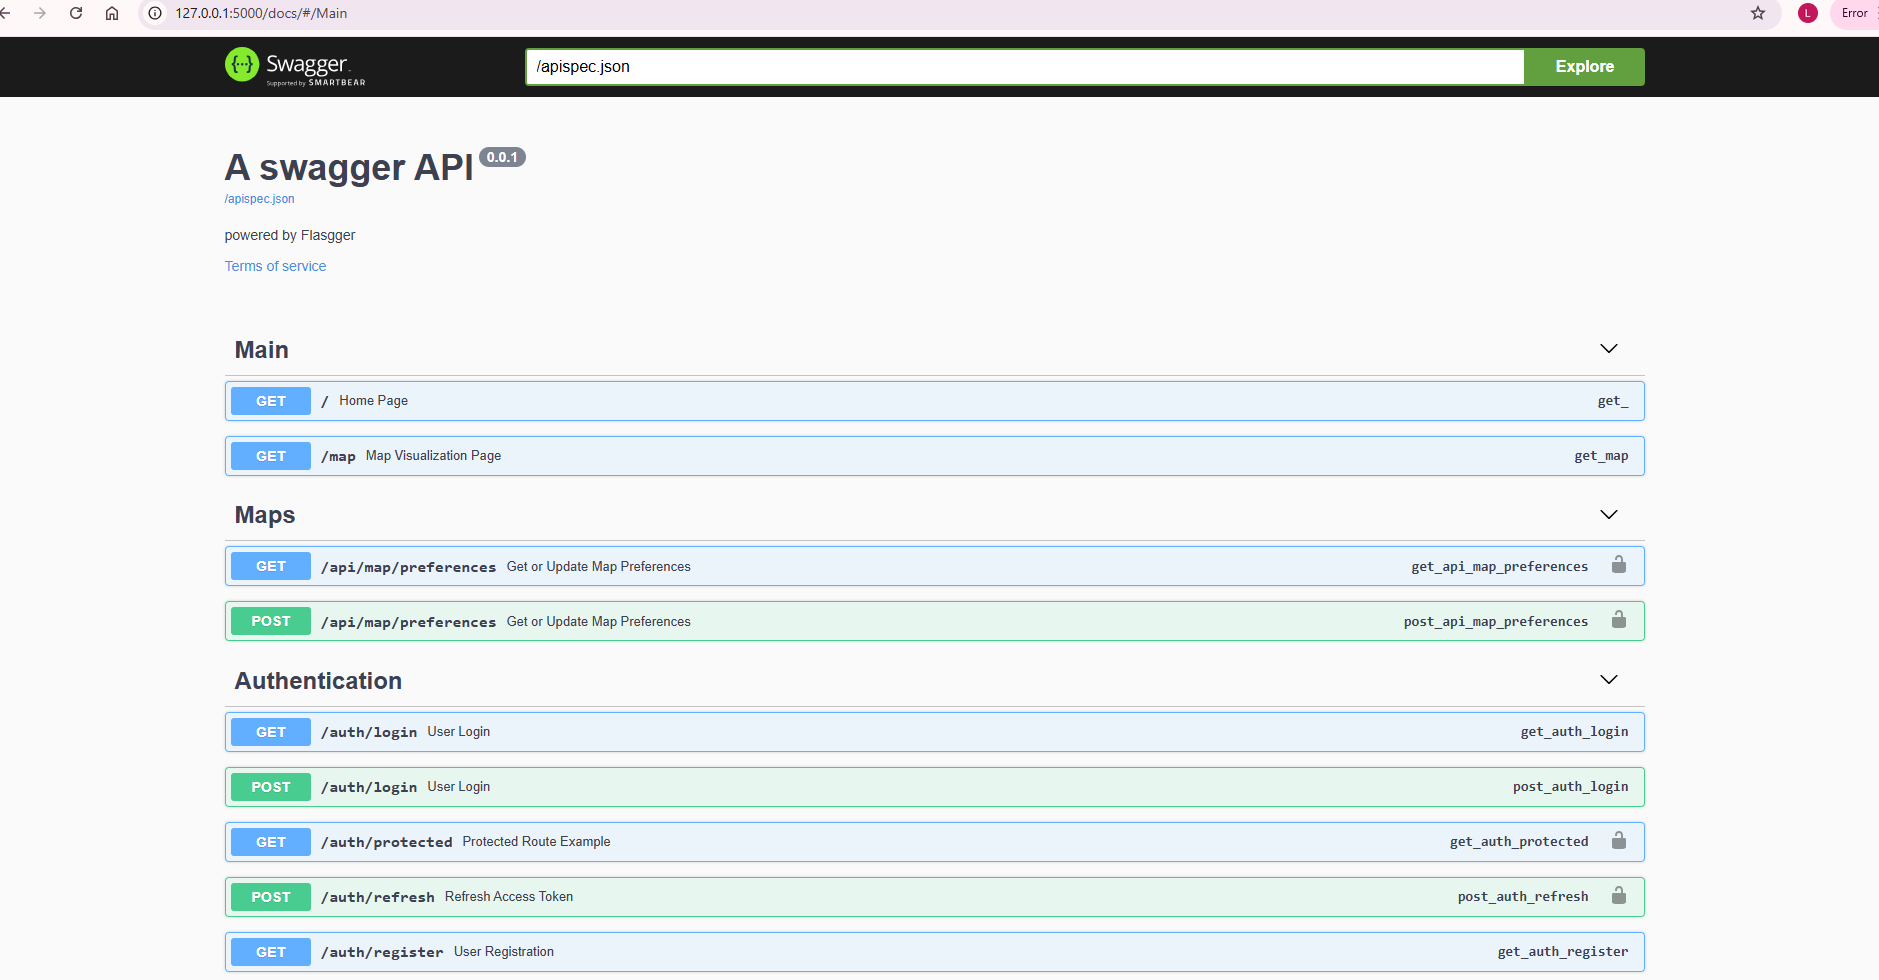 127.0.0.1:5000/docs/#/Main
L
Error
Swagger.
Supported by SMARTBEAR
/apispec.json
Explore
A swagger API 0.0.1
/apispec.json
powered by Flasgger
Terms of service
Main
GET / Home Page get_
GET /map Map Visualization Page get_map
Maps
GET /api/map/preferences Get or Update Map Preferences get_api_map_preferences
POST /api/map/preferences Get or Update Map Preferences post_api_map_preferences
Authentication
GET /auth/login User Login get_auth_login
POST /auth/login User Login post_auth_login
GET /auth/protected Protected Route Example get_auth_protected
POST /auth/refresh Refresh Access Token post_auth_refresh
GET /auth/register User Registration get_auth_register